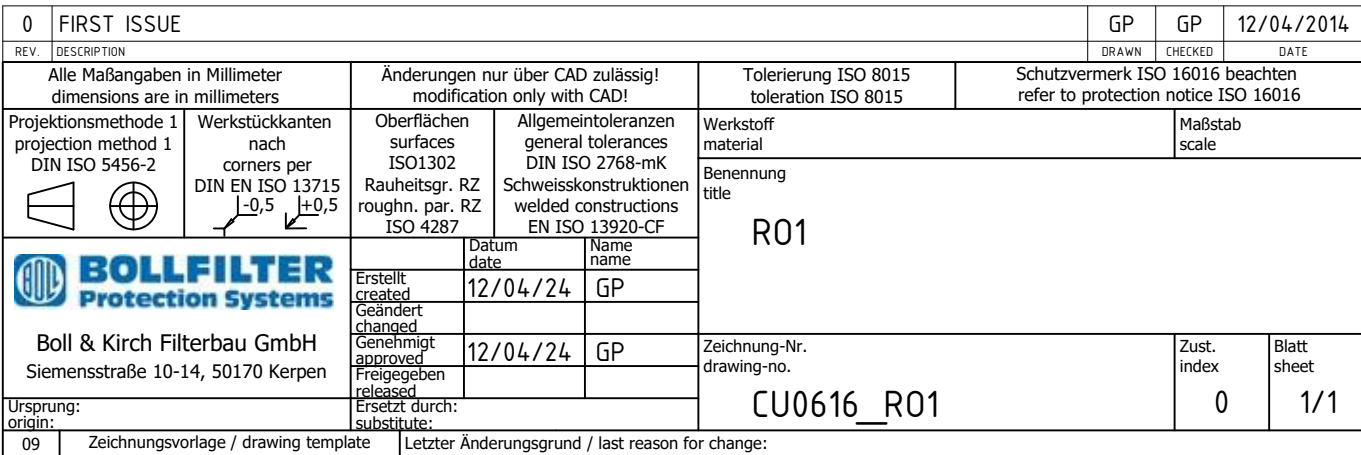 0 FIRST ISSUE GP GP 12/04/2014
REV. DESCRIPTION DRAWN CHECKED DATE
Alle Maßangaben in Millimeter
dimensions are in millimeters
Änderungen nur über CAD zulässig!
modification only with CAD!
Tolerierung ISO 8015
toleration ISO 8015
Schutzvermerk ISO 16016 beachten
refer to protection notice ISO 16016
Projektionsmethode 1
projection method 1
DIN ISO 5456-2
Werkstückkanten
nach
corners per
DIN EN ISO 13715
-0,5 +0,5
Oberflächen
surfaces
ISO1302
Rauheitsgr. RZ
roughn. par. RZ
ISO 4287
Allgemeintoleranzen
general tolerances
DIN ISO 2768-mK
Schweisskonstruktionen
welded constructions
EN ISO 13920-CF
Werkstoff
material
Maßstab
scale
Benennung
title
RO1
BOLL
BOLLFILTER
Protection Systems
Boll & Kirch Filterbau GmbH
Siemensstraße 10-14, 50170 Kerpen
Datum
date
Name
name
Erstellt
created
12/04/24 GP
Geändert
changed
Genehmigt
approved
12/04/24 GP
Freigegeben
released
Zeichnung-Nr.
drawing-no.
CU0616_RO1
Zust.
index
0
Blatt
sheet
1/1
Ursprung:
origin:
Ersetzt durch:
substitute:
09 Zeichnungsvorlage / drawing template Letzter Änderungsgrund / last reason for change: